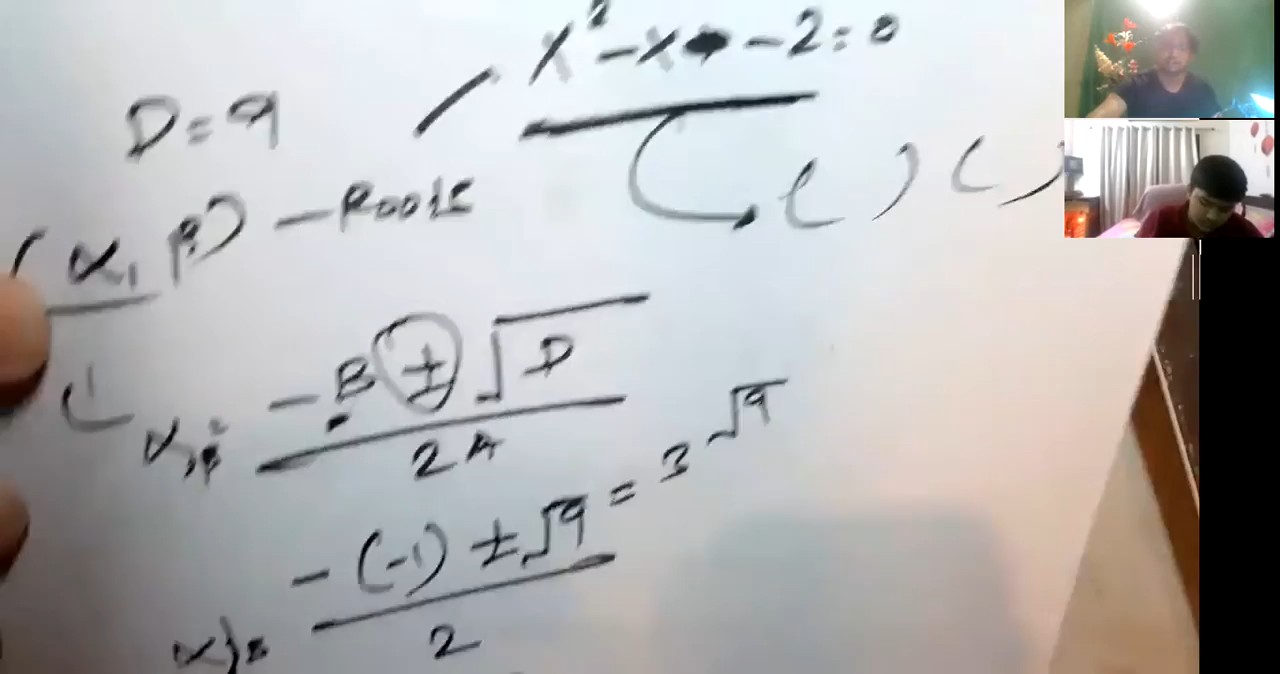 x² - x - 2 = 0
D = 9
( ) ( )
(α, β) - Roots
α, β = -B ± √D
2A
-(-1) ± √9 = 3 √9
2
α, β